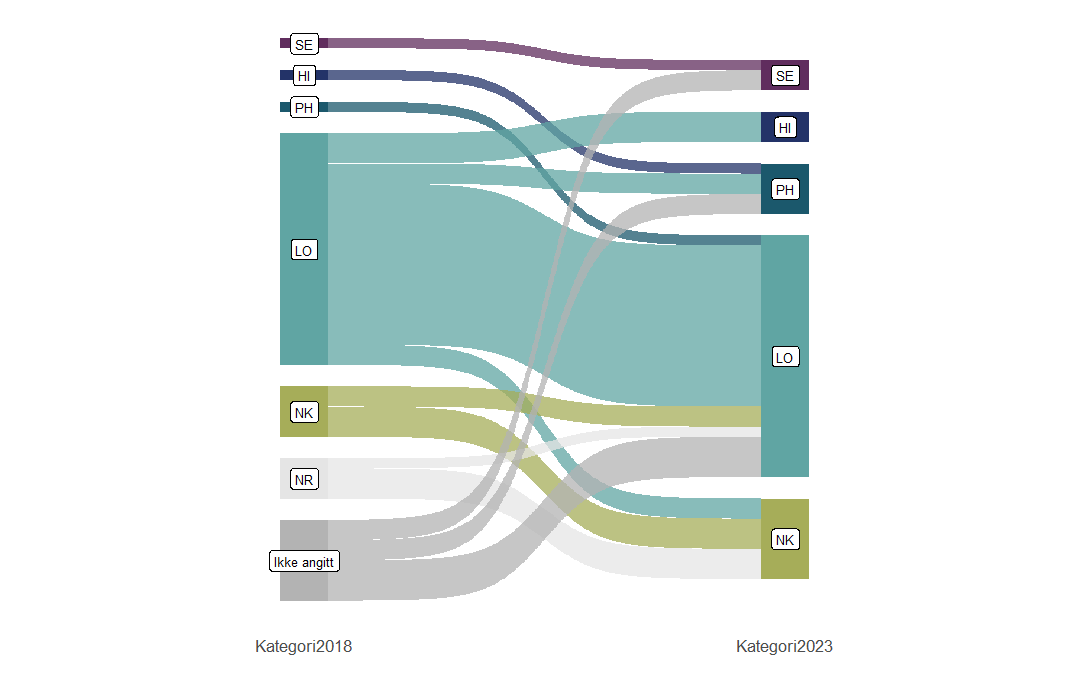 SE
HI
PH
LO
NK
NR
Ikke angitt
SE
HI
PH
LO
NK
Kategori2018
Kategori2023